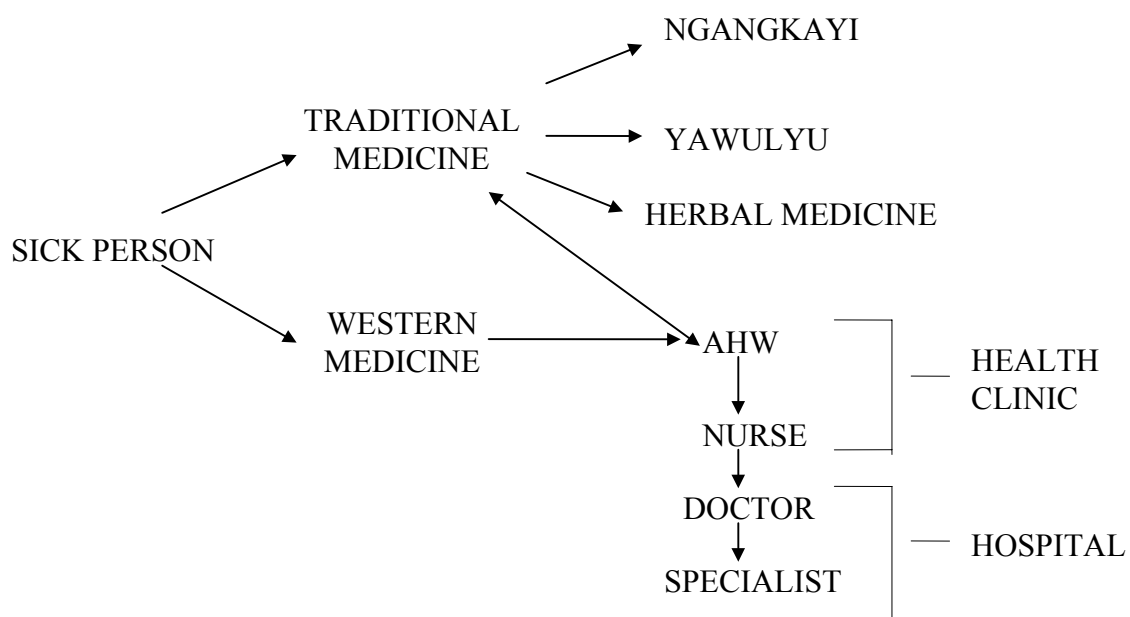 NGANGKAYI
TRADITIONAL
MEDICINE
YAWULYU
HERBAL MEDICINE
SICK PERSON
WESTERN
MEDICINE
AHW
HEALTH
CLINIC
NURSE
DOCTOR
HOSPITAL
SPECIALIST